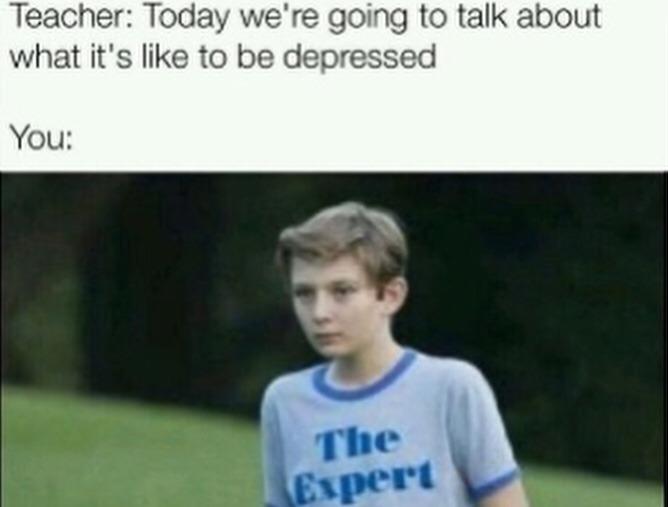 Teacher: Today we're going to talk about
what it's like to be depressed
You:
The
Expert